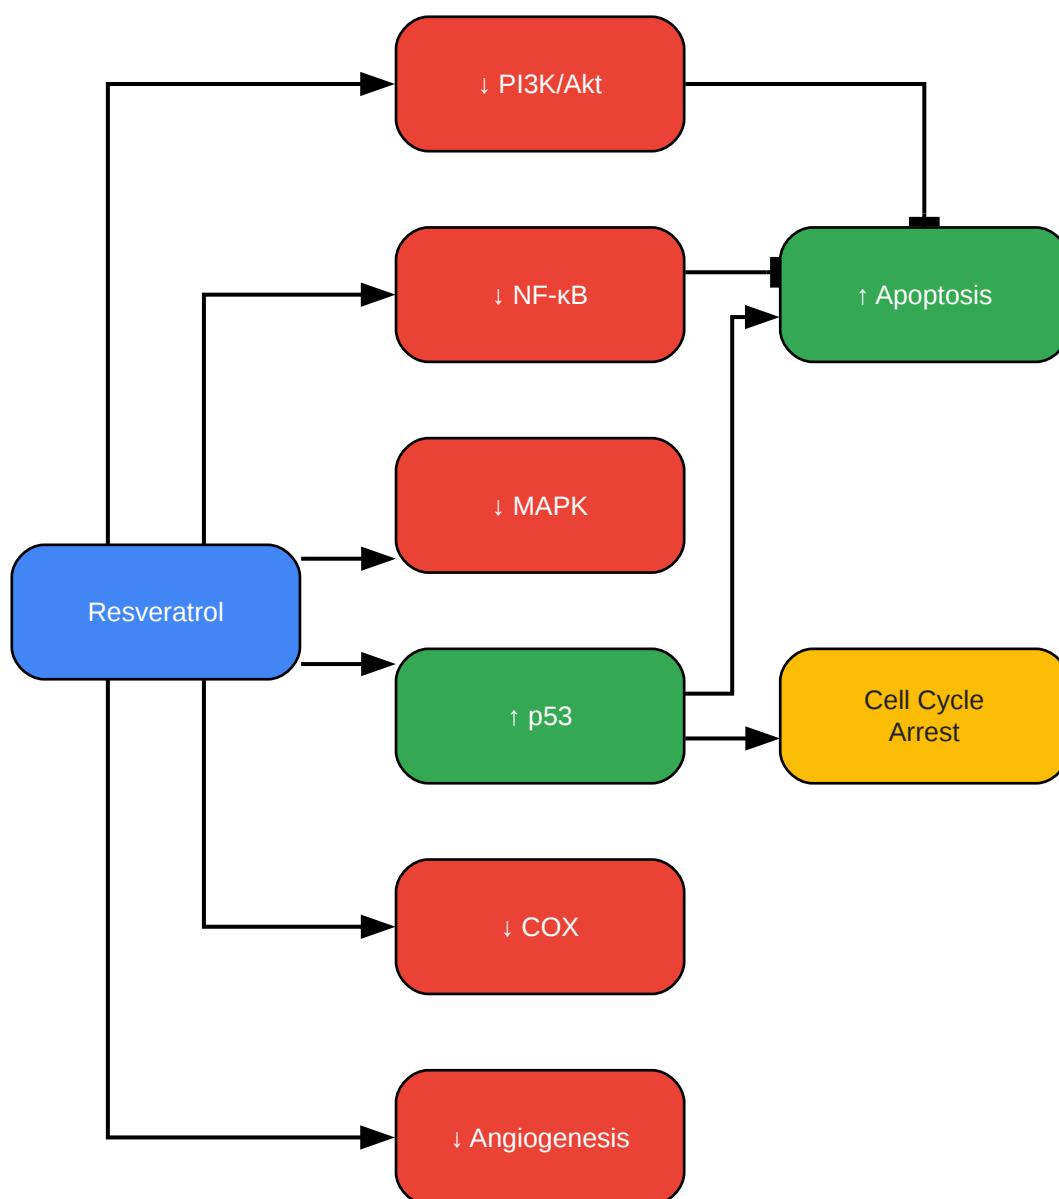 ↓ PI3K/Akt
↓ NF-κB
↑ Apoptosis
↓ MAPK
Resveratrol
↑ p53
Cell Cycle
Arrest
↓ COX
↓ Angiogenesis